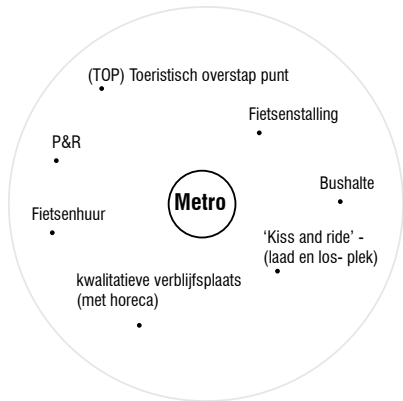 (TOP) Toeristisch overstap punt
Fietsenstalling
P&R
Bushalte
Metro
Fietsenhuur
‘Kiss and ride’ -
(laad en los- plek)
kwalitatieve verblijfsplaats
(met horeca)